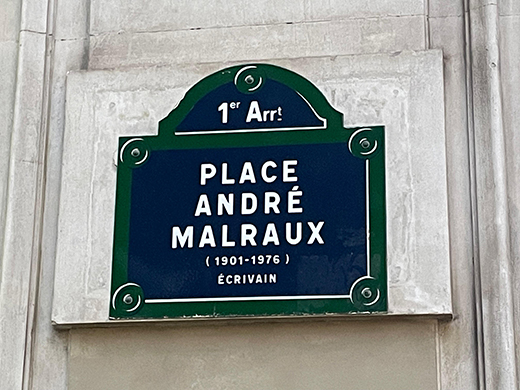 1er Arrt
PLACE
ANDRÉ
MALRAUX
(1901-1976)
ÉCRIVAIN